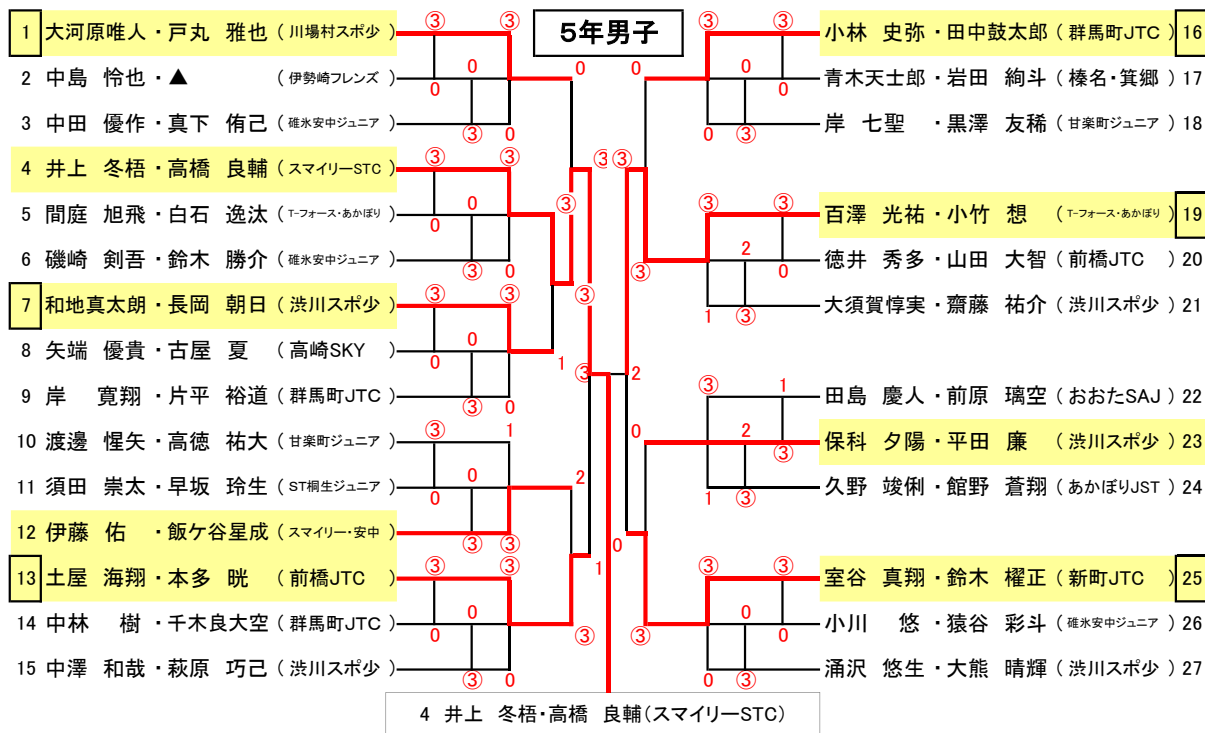 5年男子
1 大河原唯人・戸丸 雅也 (川場村スポ少)
2 中島 怜也・▲ (伊勢崎フレンズ)
3 中田 優作・真下 侑己 (碓氷安中ジュニア)
4 井上 冬梧・高橋 良輔 (スマイリーSTC)
5 間庭 旭飛・白石 逸汰 (T-フォース・あかぼり)
6 磯崎 剣吾・鈴木 勝介 (碓氷安中ジュニア)
7 和地真太朗・長岡 朝日 (渋川スポ少)
8 矢端 優貴・古屋 夏 (高崎SKY)
9 岸 寛翔・片平 裕道 (群馬町JTC)
10 渡邊 惺矢・高徳 祐大 (甘楽町ジュニア)
11 須田 崇太・早坂 玲生 (ST桐生ジュニア)
12 伊藤 佑・飯ケ谷星成 (スマイリー・安中)
13 土屋 海翔・本多 晄 (前橋JTC)
14 中林 樹・千木良大空 (群馬町JTC)
15 中澤 和哉・萩原 巧己 (渋川スポ少)
小林 史弥・田中鼓太郎 (群馬町JTC) 16
青木天士郎・岩田 絢斗 (榛名・箕郷) 17
岸 七聖・黒澤 友稀 (甘楽町ジュニア) 18
百澤 光祐・小竹 想 (T-フォース・あかぼり) 19
徳井 秀多・山田 大智 (前橋JTC) 20
大須賀惇実・齋藤 祐介 (渋川スポ少) 21
田島 慶人・前原 璃空 (おおたSAJ) 22
保科 夕陽・平田 廉 (渋川スポ少) 23
久野 竣俐・館野 蒼翔 (あかぼりJST) 24
室谷 真翔・鈴木 櫂正 (新町JTC) 25
小川 悠・猿谷 彩斗 (碓氷安中ジュニア) 26
涌沢 悠生・大熊 晴輝 (渋川スポ少) 27
4 井上 冬梧・高橋 良輔(スマイリーSTC)